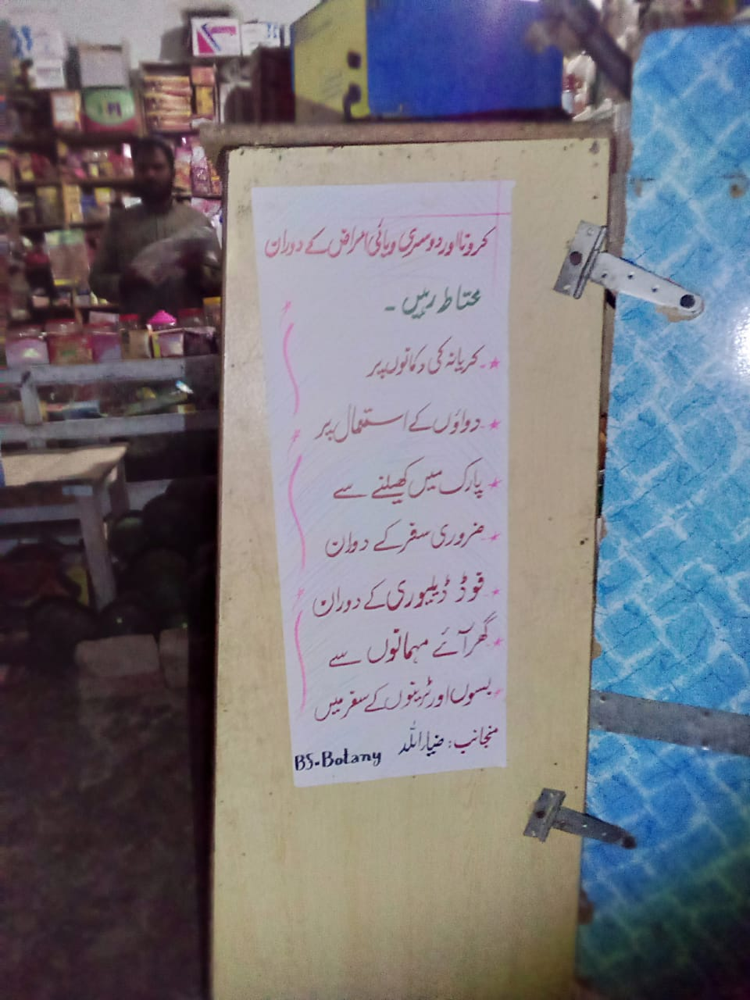 کرونا اور دوسری وبائی امراض کے دوران
محتاط رہیں ۔
کریانہ کی دکانوں پر
دواؤں کے استعمال پر
پارک میں کھیلنے سے
ضروری سفر کے دوران
فوڈ ڈیلیوری کے دوران
گھر آئے مہمانوں سے
بسوں اور ٹرینوں کے سفر میں
منجانب: ضیاء اللہ BS.Botany